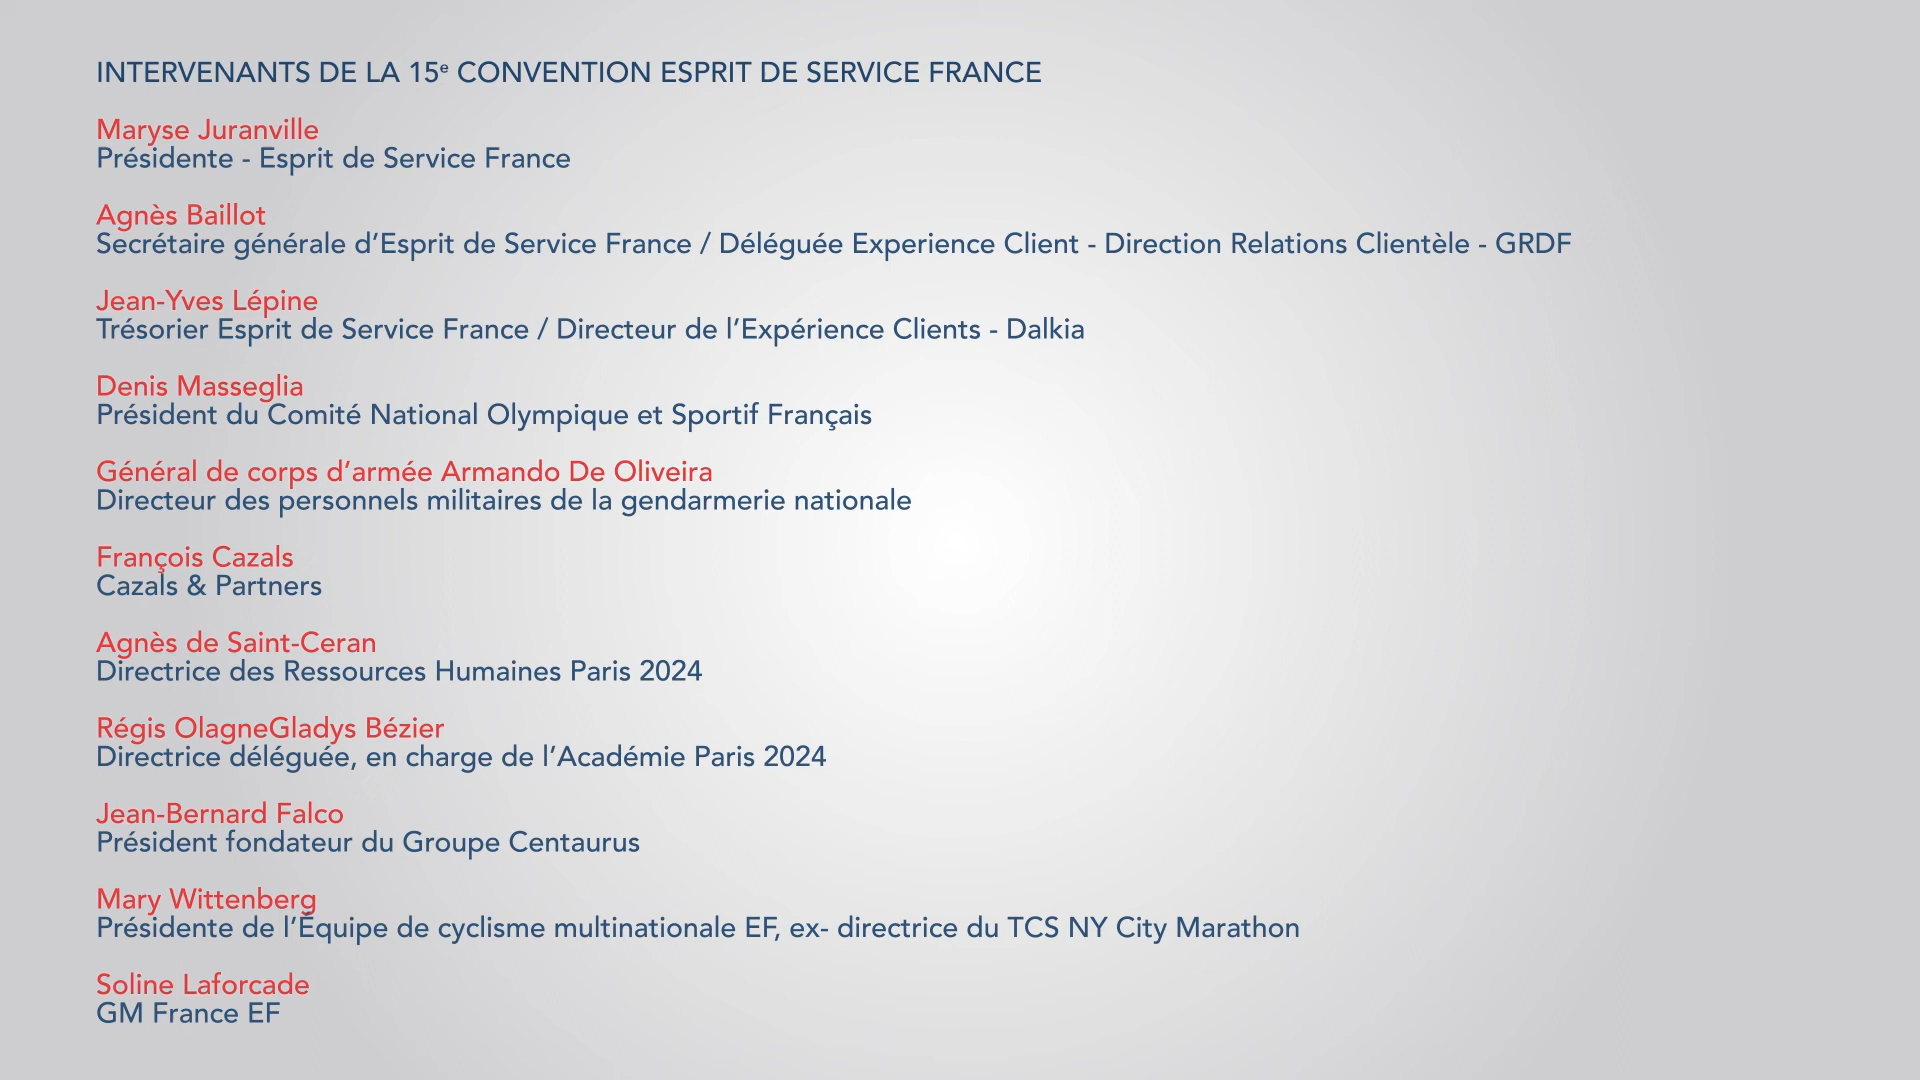 INTERVENANTS DE LA 15e CONVENTION ESPRIT DE SERVICE FRANCE
Maryse Juranville
Présidente - Esprit de Service France
Agnès Baillot
Secrétaire générale d’Esprit de Service France / Déléguée Experience Client - Direction Relations Clientèle - GRDF
Jean-Yves Lépine
Trésorier Esprit de Service France / Directeur de l’Expérience Clients - Dalkia
Denis Masseglia
Président du Comité National Olympique et Sportif Français
Général de corps d’armée Armando De Oliveira
Directeur des personnels militaires de la gendarmerie nationale
François Cazals
Cazals & Partners
Agnès de Saint-Ceran
Directrice des Ressources Humaines Paris 2024
Régis OlagneGladys Bézier
Directrice déléguée, en charge de l’Académie Paris 2024
Jean-Bernard Falco
Président fondateur du Groupe Centaurus
Mary Wittenberg
Présidente de l’Équipe de cyclisme multinationale EF, ex- directrice du TCS NY City Marathon
Soline Laforcade
GM France EF